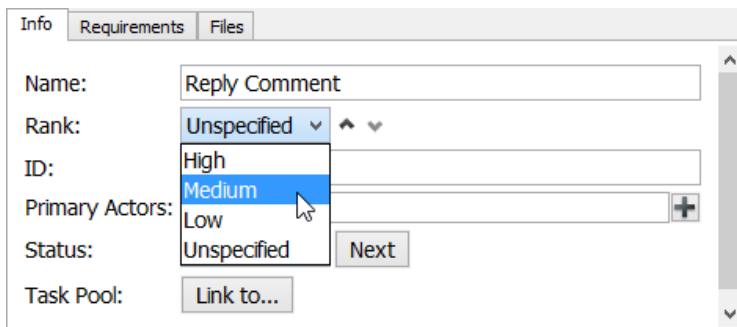 Info Requirements Files
Name: Reply Comment
Rank: Unspecified
High
ID:
Medium
Primary Actors:
Low
Status: Unspecified Next
Task Pool: Link to...